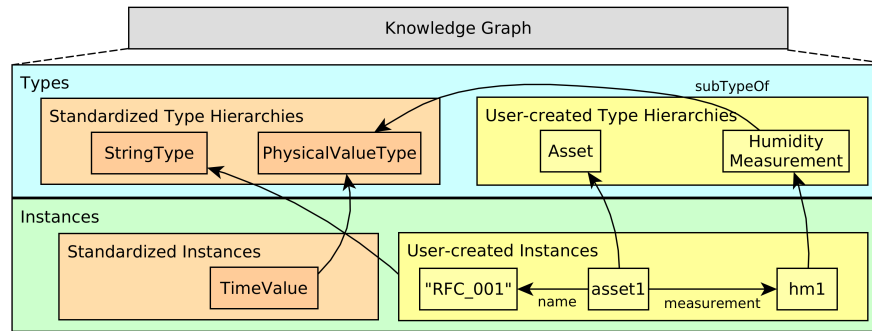 Knowledge Graph
Types
subTypeOf
Standardized Type Hierarchies
User-created Type Hierarchies
StringType
PhysicalValueType
Asset
Humidity
Measurement
Instances
Standardized Instances
User-created Instances
TimeValue
"RFC_001"
asset1
hm1
name
measurement